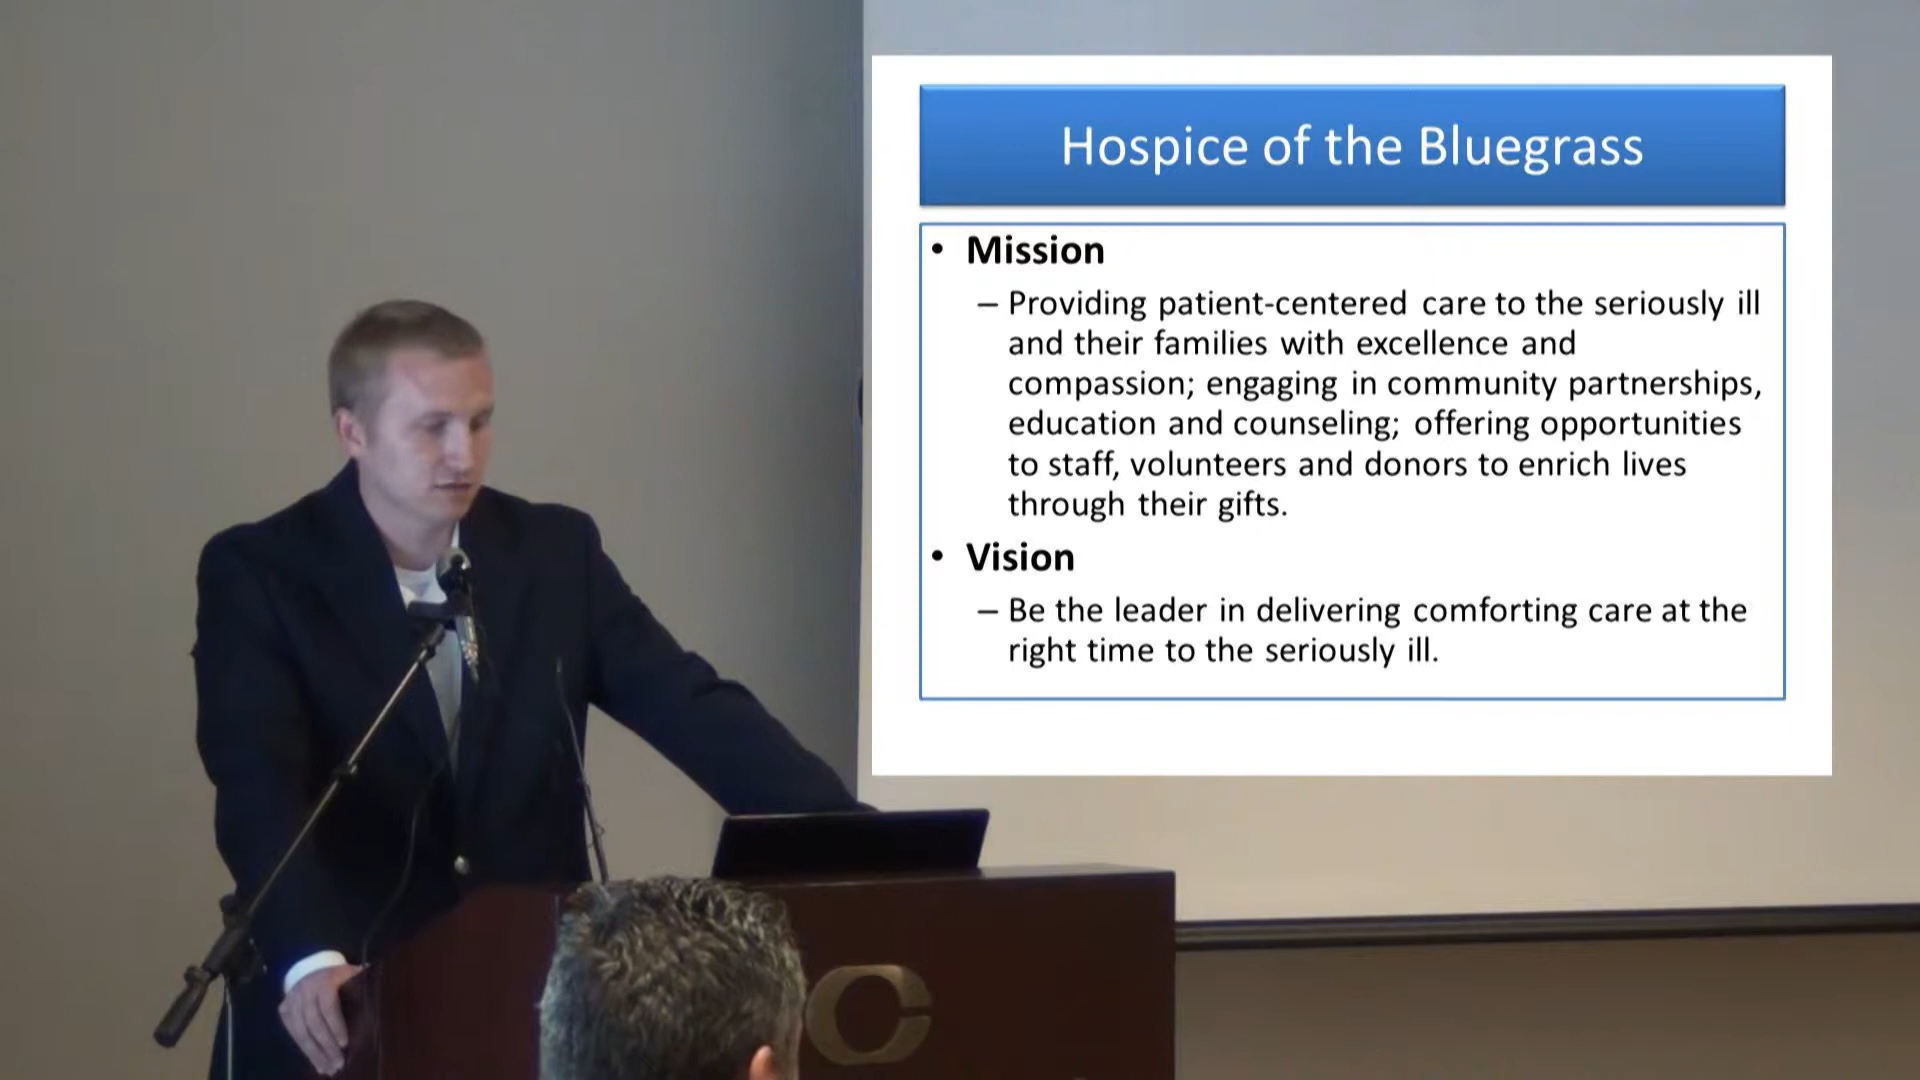 Hospice of the Bluegrass
• Mission
– Providing patient-centered care to the seriously ill
and their families with excellence and
compassion; engaging in community partnerships,
education and counseling; offering opportunities
to staff, volunteers and donors to enrich lives
through their gifts.
• Vision
– Be the leader in delivering comforting care at the
right time to the seriously ill.
C